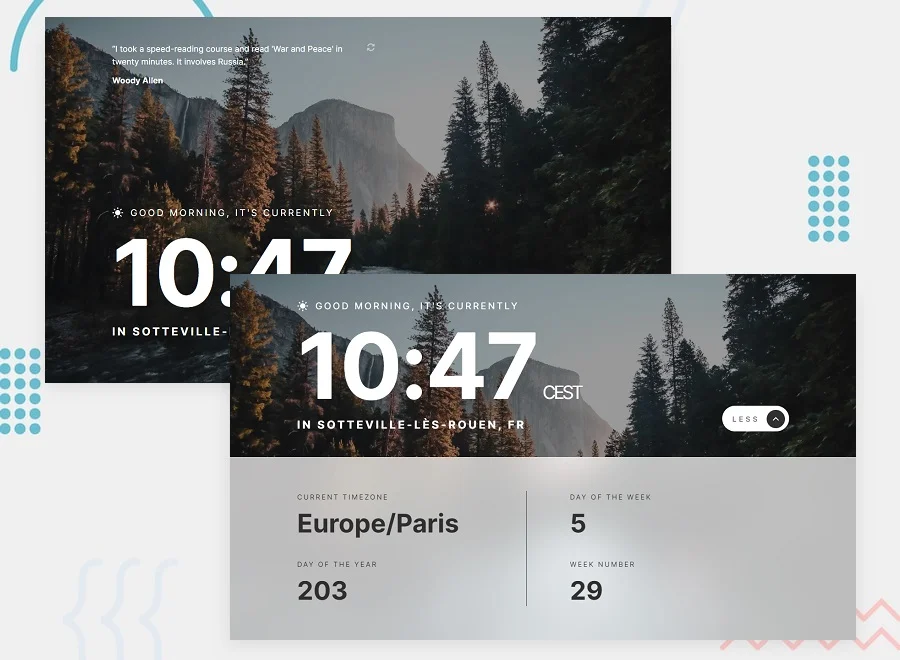 "I took a speed-reading course and read 'War and Peace' in
twenty minutes. It involves Russia."
Woody Allen
GOOD MORNING, IT'S CURRENTLY
10:47
IN SOTTEVILLE-
GOOD MORNING, IT'S CURRENTLY
10:47 CEST
IN SOTTEVILLE-LÈS-ROUEN, FR
LESS
CURRENT TIMEZONE
Europe/Paris
DAY OF THE YEAR
203
DAY OF THE WEEK
5
WEEK NUMBER
29